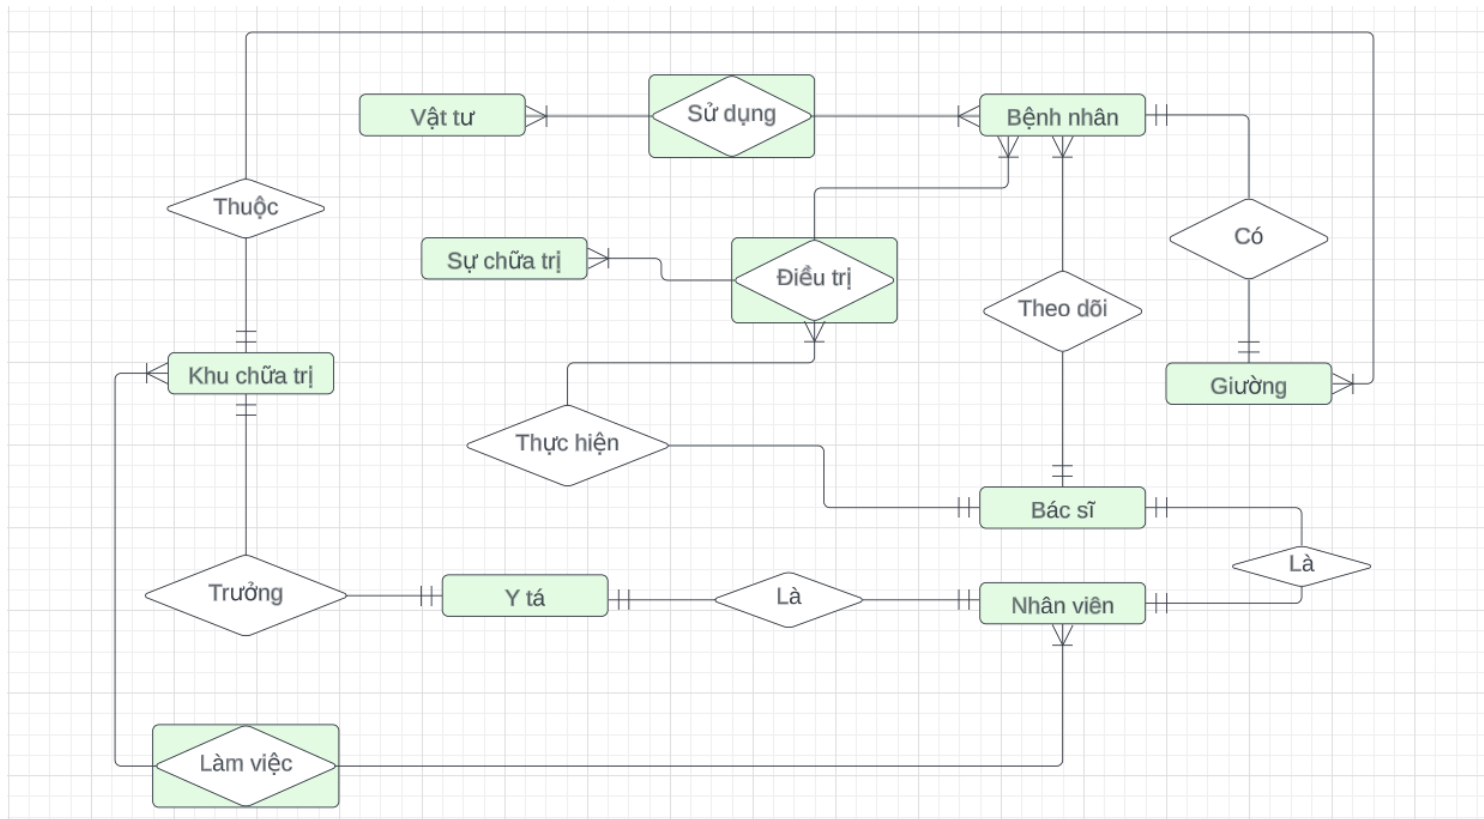 Vật tư
Sử dụng
Bệnh nhân
Thuộc
Có
Sự chữa trị
Điều trị
Theo dõi
Khu chữa trị
Giường
Thực hiện
Bác sĩ
Là
Trưởng
Y tá
Là
Nhân viên
Làm việc